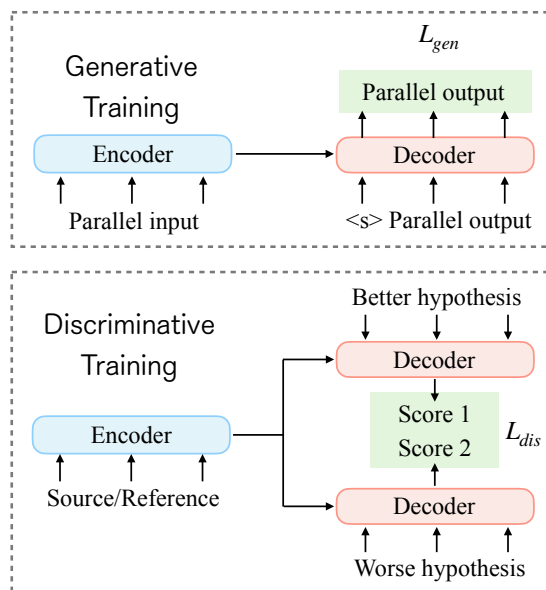 L_gen
Generative
Training
Parallel output
Encoder
Decoder
Parallel input
<s> Parallel output
Better hypothesis
Discriminative
Training
Decoder
Encoder
Score 1
Score 2
L_dis
Source/Reference
Decoder
Worse hypothesis